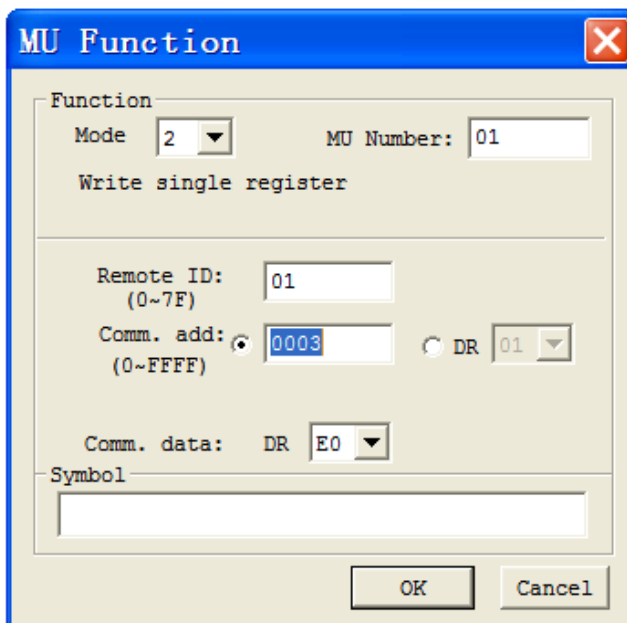 MU Function
Function
Mode 2 MU Number: 01
Write single register
Remote ID: 01
(0~7F)
Comm. add: 0003 DR 01
(0~FFFF)
Comm. data: DR E0
Symbol
OK Cancel